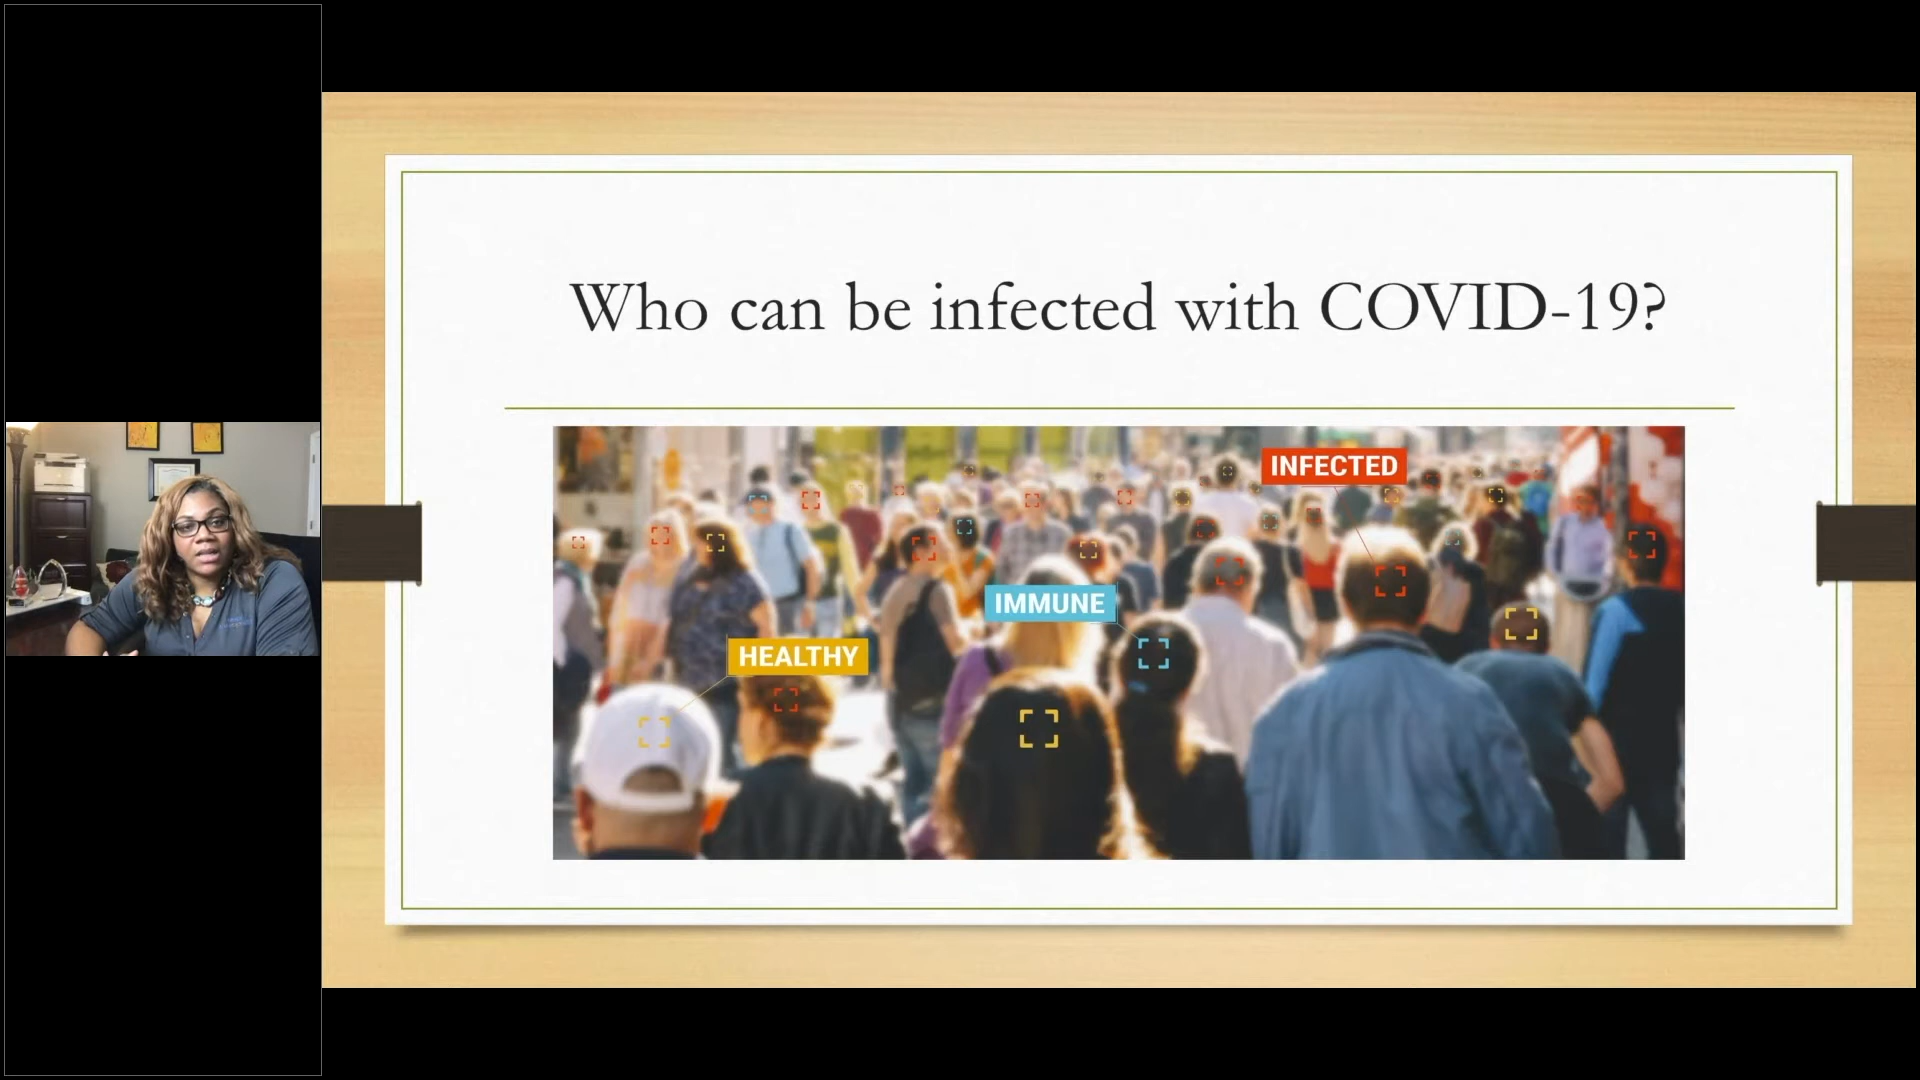 Who can be infected with COVID-19?
INFECTED
IMMUNE
HEALTHY